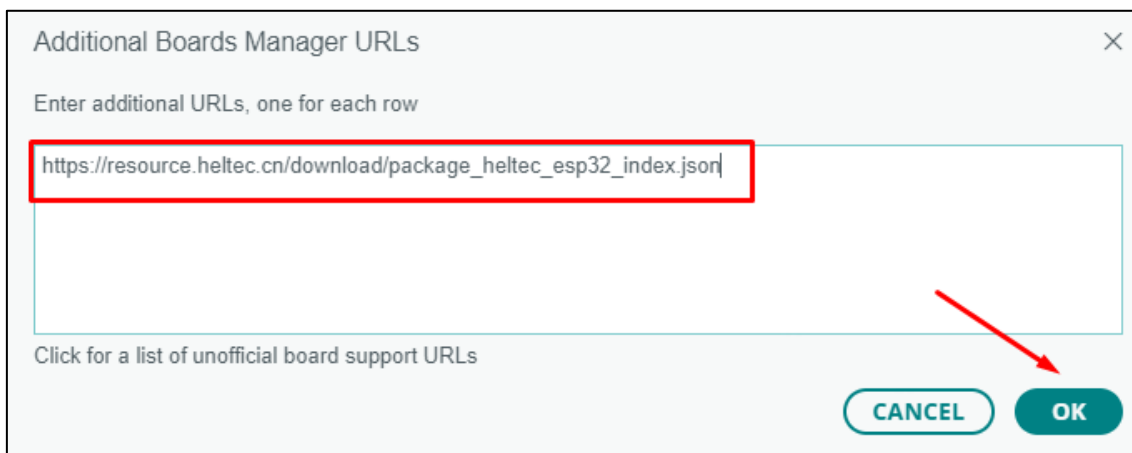 Additional Boards Manager URLs
Enter additional URLs, one for each row
https://resource.heltec.cn/download/package_heltec_esp32_index.json
Click for a list of unofficial board support URLs
CANCEL OK